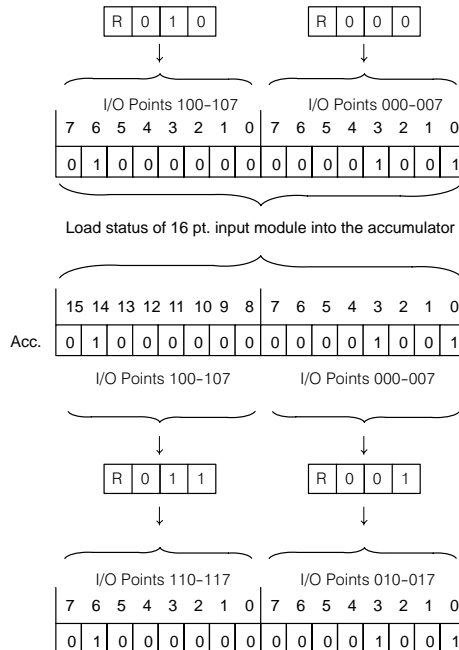 R 0 1 0 R 0 0 0
I/O Points 100-107 I/O Points 000-007
7 6 5 4 3 2 1 0 7 6 5 4 3 2 1 0
0 1 0 0 0 0 0 0 0 0 0 0 1 0 0 1
Load status of 16 pt. input module into the accumulator
15 14 13 12 11 10 9 8 7 6 5 4 3 2 1 0
Acc. 0 1 0 0 0 0 0 0 0 0 0 0 1 0 0 1
I/O Points 100-107 I/O Points 000-007
R 0 1 1 R 0 0 1
I/O Points 110-117 I/O Points 010-017
7 6 5 4 3 2 1 0 7 6 5 4 3 2 1 0
0 1 0 0 0 0 0 0 0 0 0 0 1 0 0 1